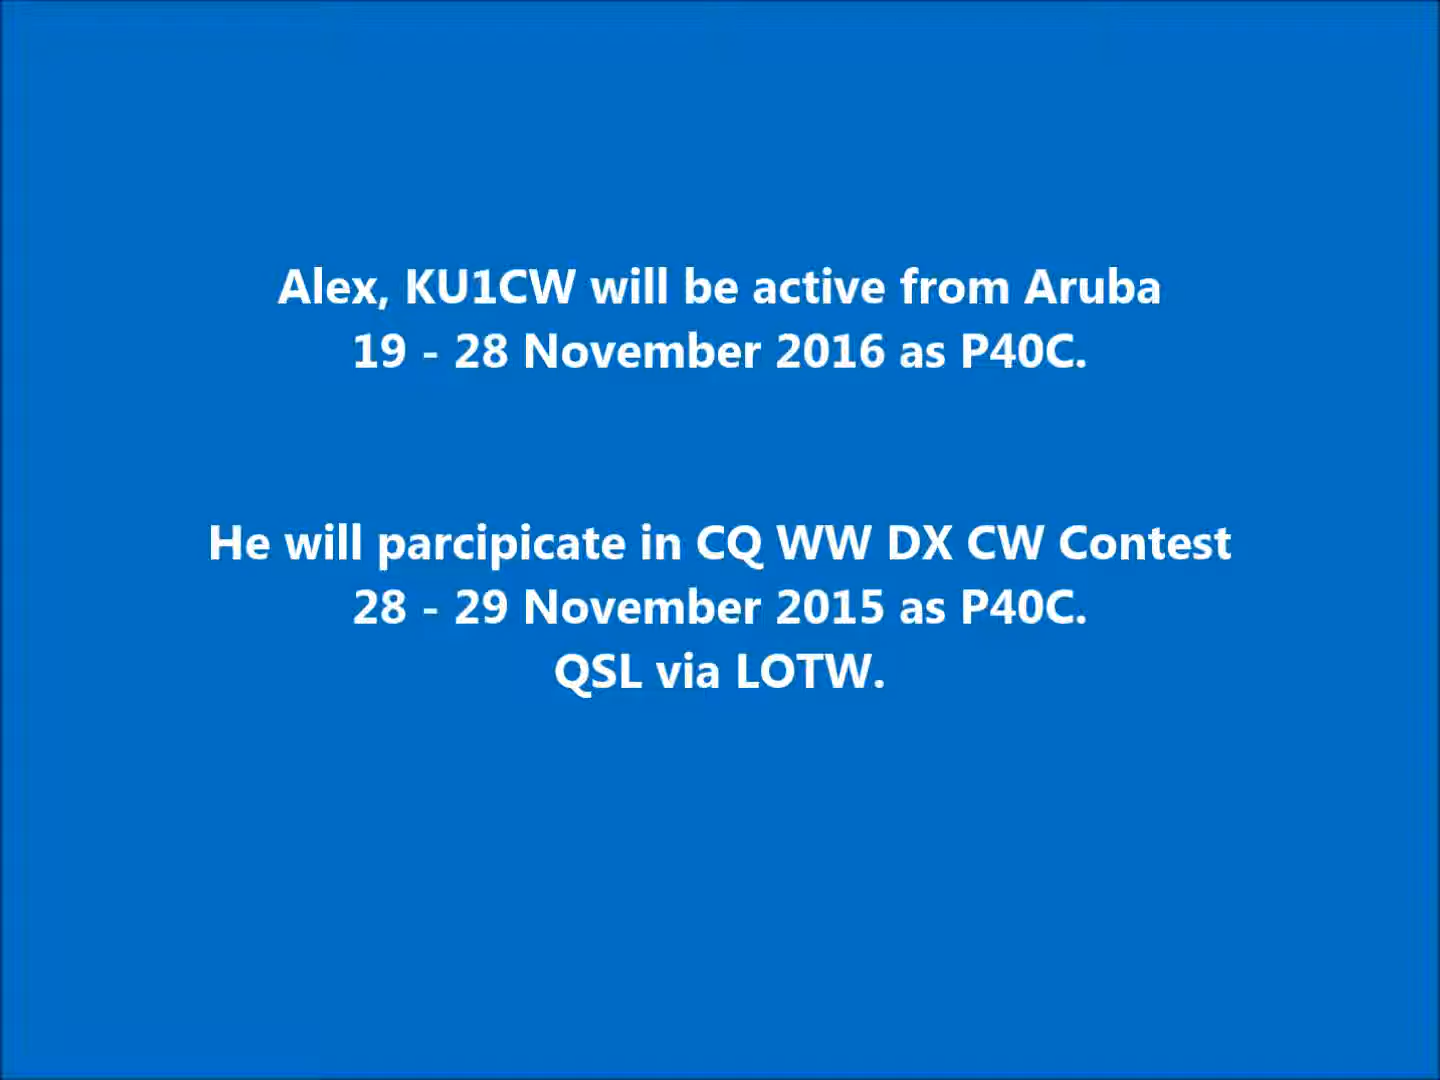 Alex, KU1CW will be active from Aruba
19 - 28 November 2016 as P40C.
He will parcipicate in CQ WW DX CW Contest
28 - 29 November 2015 as P40C.
QSL via LOTW.